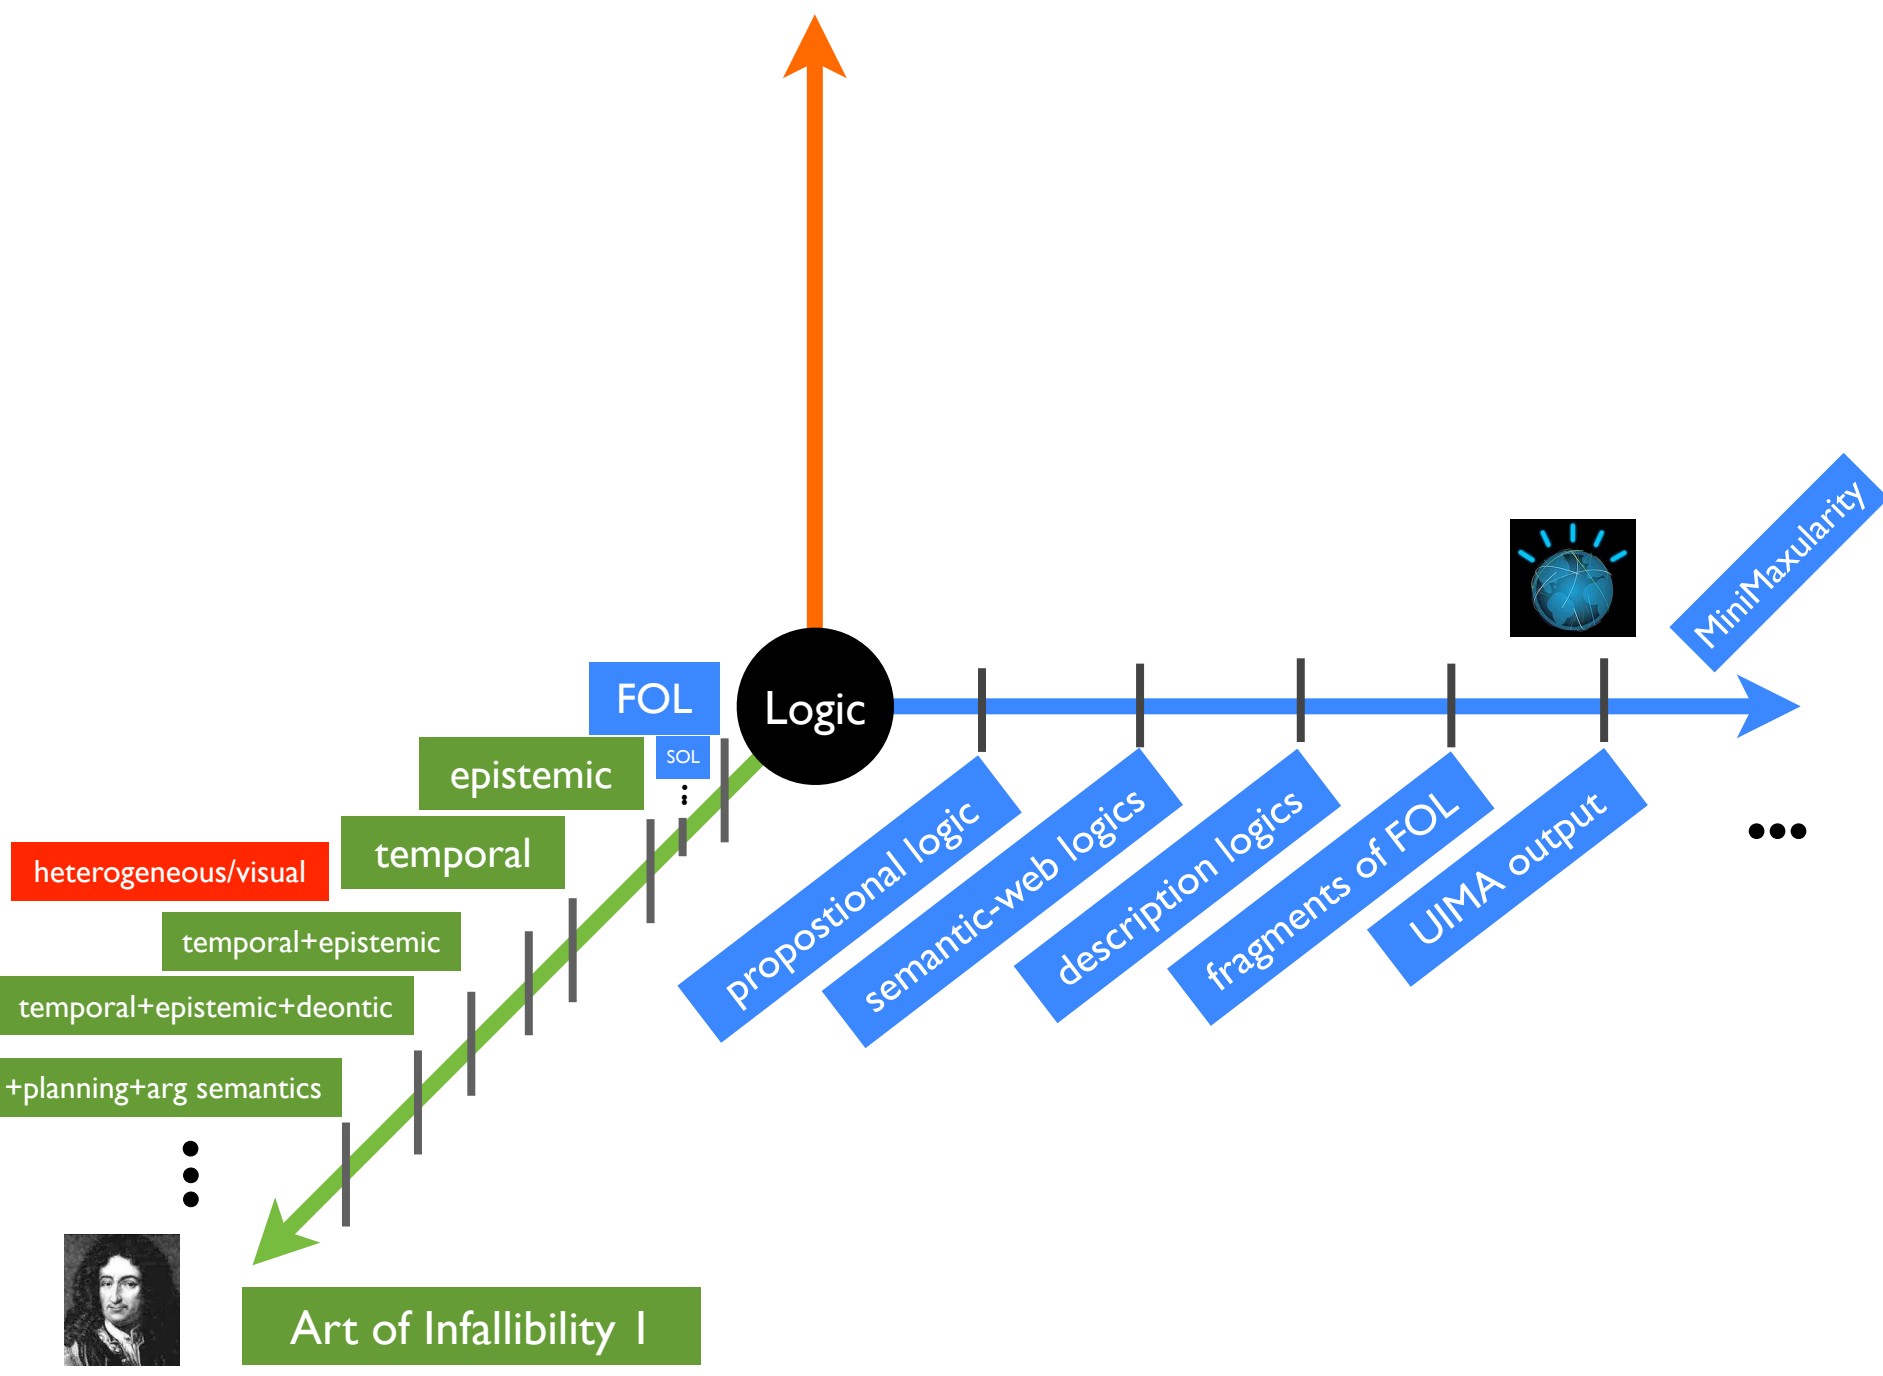 MiniMaxularity
FOL
Logic
SOL
epistemic
temporal
heterogeneous/visual
temporal+epistemic
temporal+epistemic+deontic
+planning+arg semantics
propostional logic
semantic-web logics
description logics
fragments of FOL
UIMA output
Art of Infallibility 1